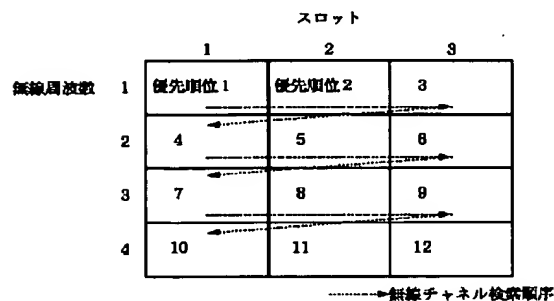 スロット
1 2 3
無線周波数 1 優先順位1 優先順位2 3
2 4 5 6
3 7 8 9
4 10 11 12
無線チャネル検索順序